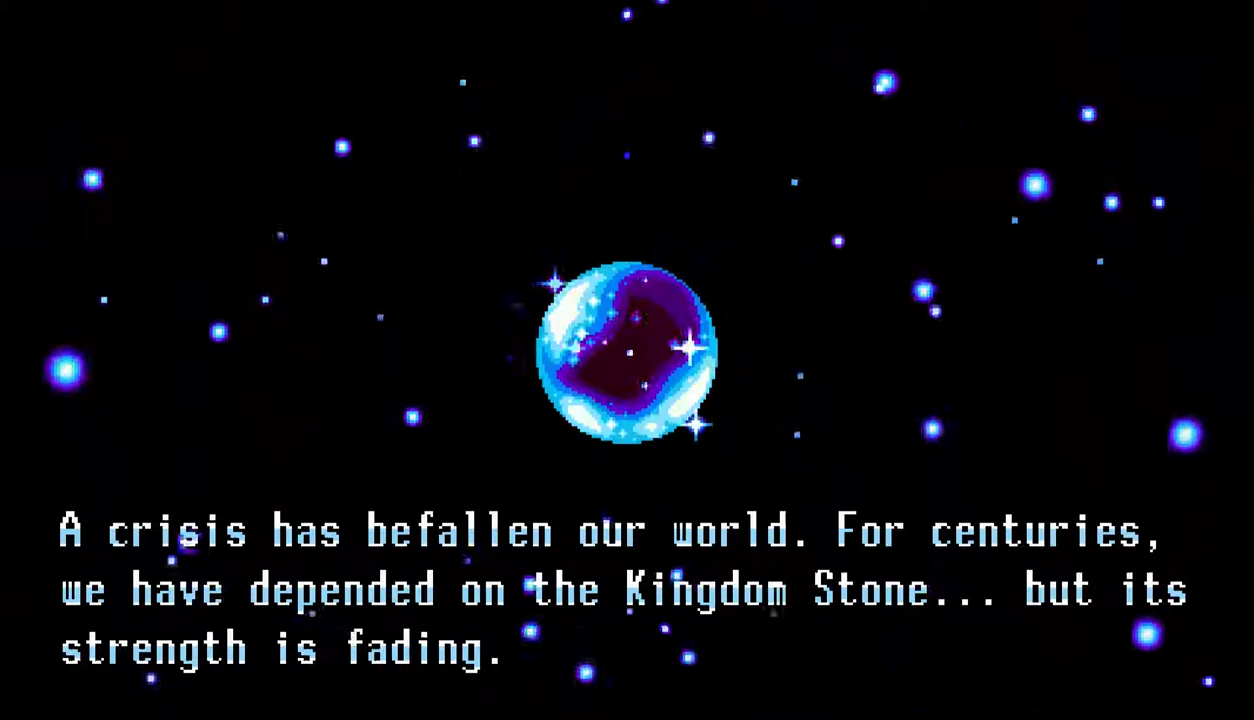 A crisis has befallen our world. For centuries,
we have depended on the Kingdom Stone... but its
strength is fading.